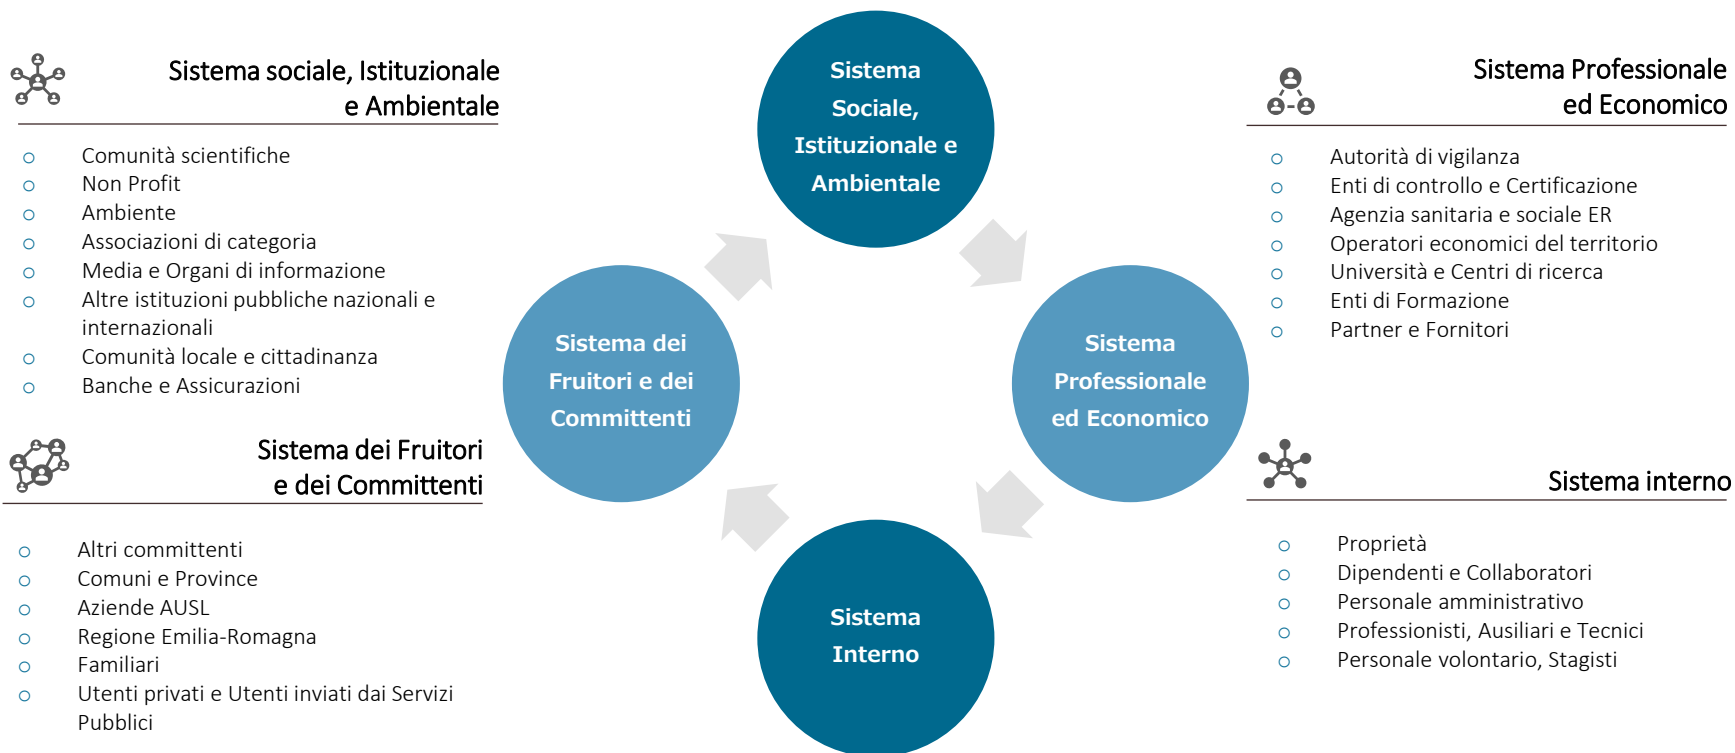 Sistema sociale, Istituzionale
e Ambientale
Comunità scientifiche
Non Profit
Ambiente
Associazioni di categoria
Media e Organi di informazione
Altre istituzioni pubbliche nazionali e
internazionali
Comunità locale e cittadinanza
Banche e Assicurazioni
Sistema dei Fruitori
e dei Committenti
Altri committenti
Comuni e Province
Aziende AUSL
Regione Emilia-Romagna
Familiari
Utenti privati e Utenti inviati dai Servizi
Pubblici
Sistema
Sociale,
Istituzionale e
Ambientale
Sistema dei
Fruitori e dei
Committenti
Sistema
Professionale
ed Economico
Sistema
Interno
Sistema Professionale
ed Economico
Autorità di vigilanza
Enti di controllo e Certificazione
Agenzia sanitaria e sociale ER
Operatori economici del territorio
Università e Centri di ricerca
Enti di Formazione
Partner e Fornitori
Sistema interno
Proprietà
Dipendenti e Collaboratori
Personale amministrativo
Professionisti, Ausiliari e Tecnici
Personale volontario, Stagisti